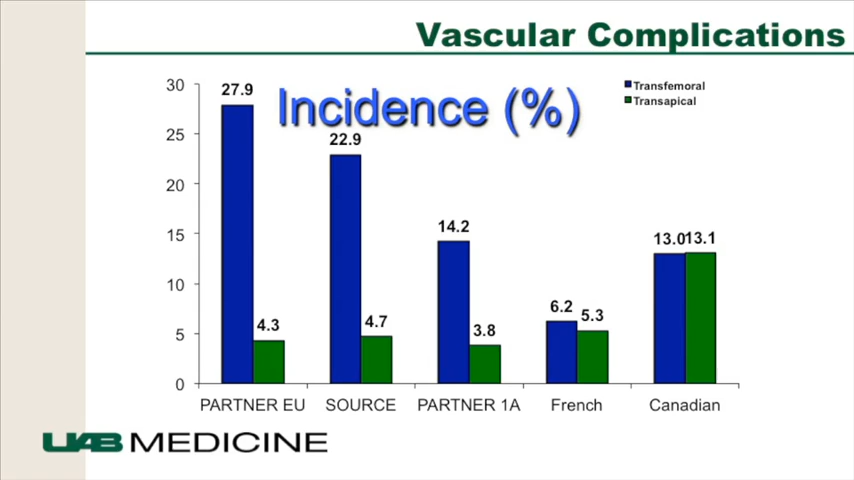 Vascular Complications
Incidence (%)
Transfemoral
Transapical
30
25
20
15
10
5
0
27.9
4.3
22.9
4.7
14.2
3.8
6.2
5.3
13.0
13.1
PARTNER EU
SOURCE
PARTNER 1A
French
Canadian
UAB MEDICINE